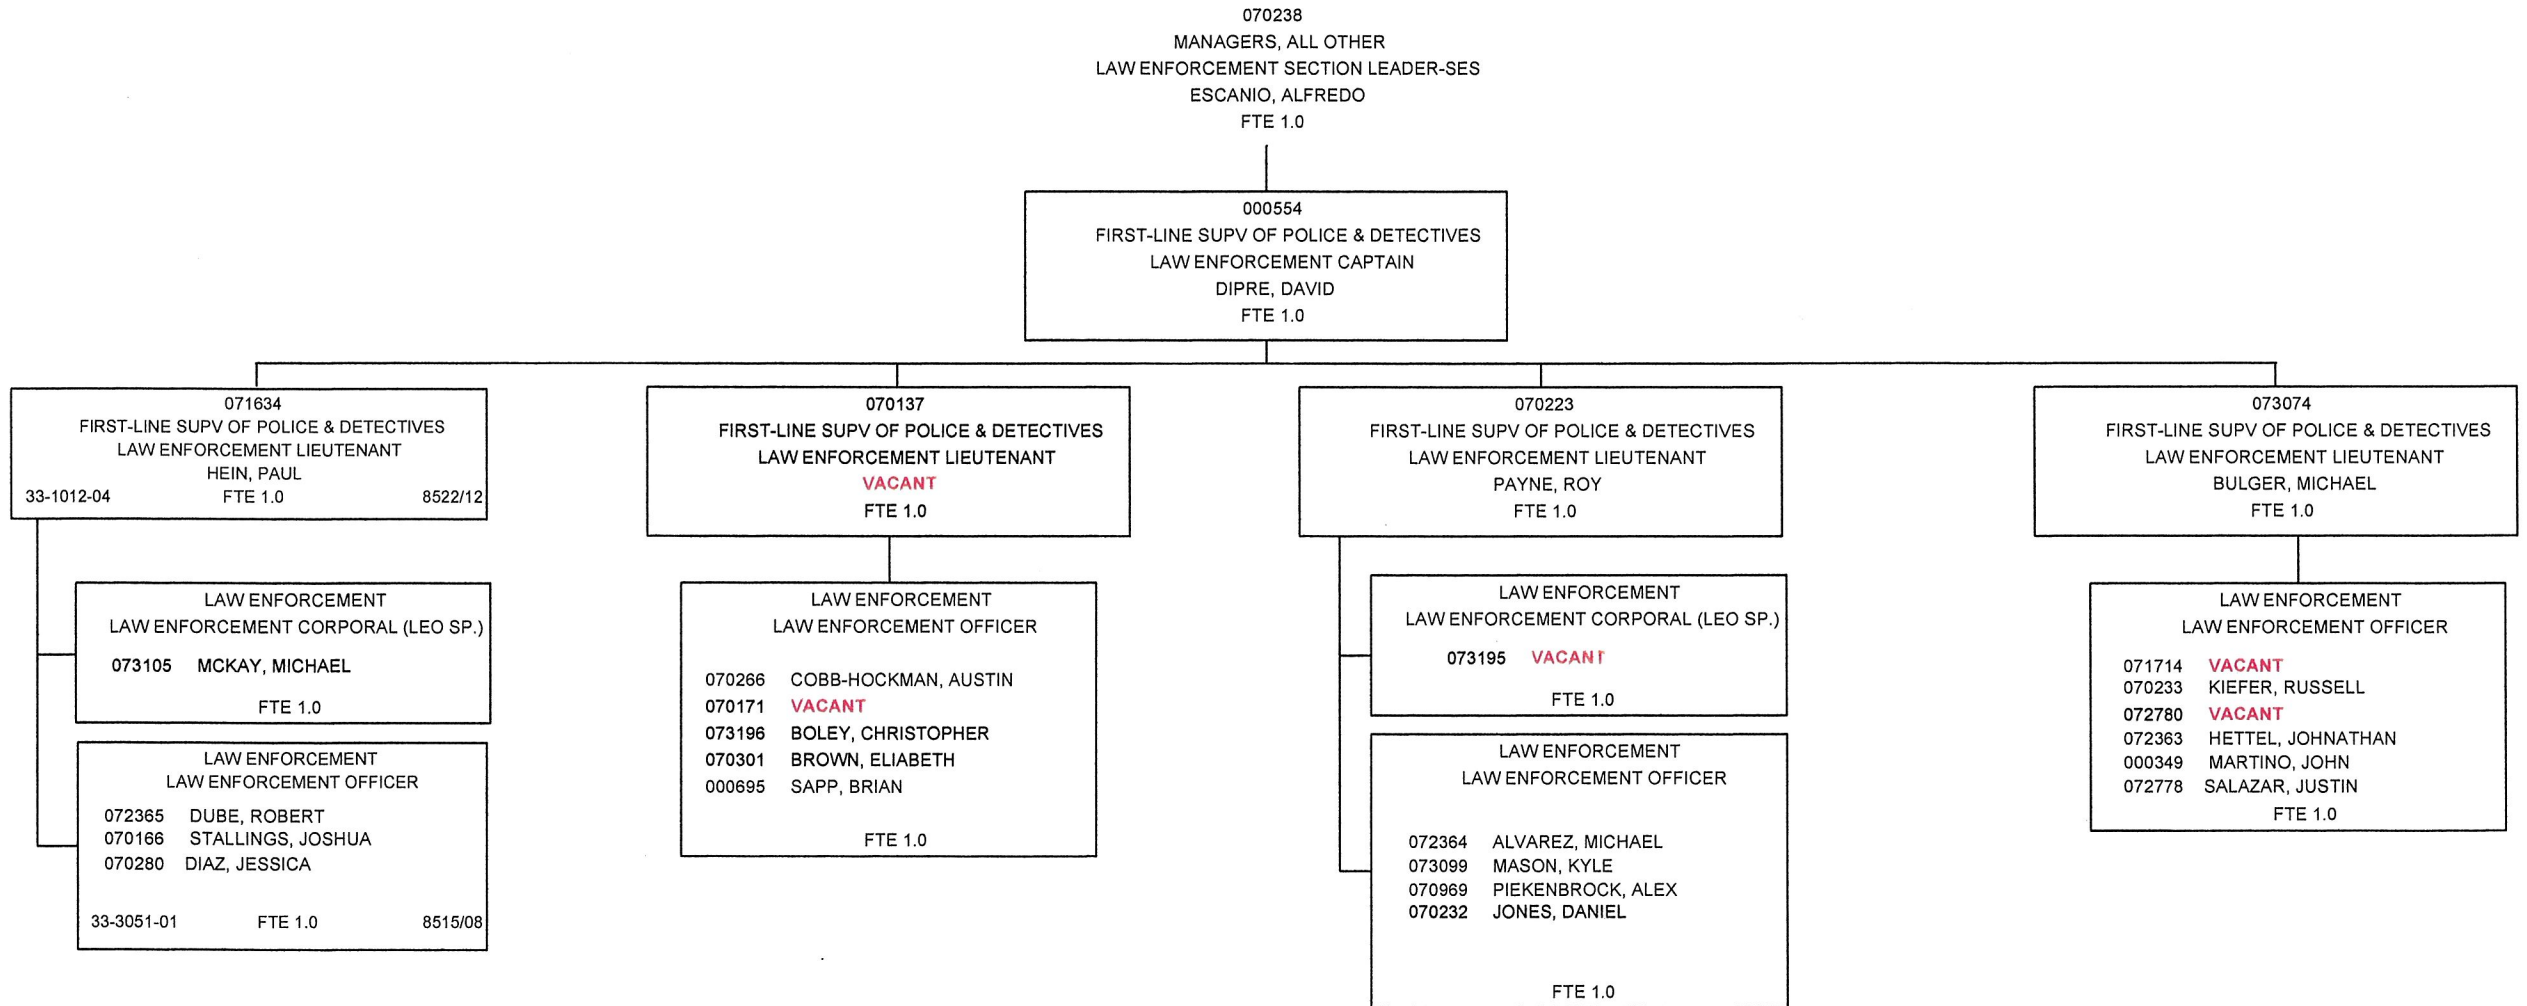 070238
MANAGERS, ALL OTHER
LAW ENFORCEMENT SECTION LEADER-SES
ESCANIO, ALFREDO
FTE 1.0
000554
FIRST-LINE SUPV OF POLICE & DETECTIVES
LAW ENFORCEMENT CAPTAIN
DIPRE, DAVID
FTE 1.0
071634
FIRST-LINE SUPV OF POLICE & DETECTIVES
LAW ENFORCEMENT LIEUTENANT
HEIN, PAUL
33-1012-04 FTE 1.0 8522/12
LAW ENFORCEMENT
LAW ENFORCEMENT CORPORAL (LEO SP.)
073105 MCKAY, MICHAEL
FTE 1.0
LAW ENFORCEMENT
LAW ENFORCEMENT OFFICER
072365 DUBE, ROBERT
070166 STALLINGS, JOSHUA
070280 DIAZ, JESSICA
33-3051-01 FTE 1.0 8515/08
070137
FIRST-LINE SUPV OF POLICE & DETECTIVES
LAW ENFORCEMENT LIEUTENANT
VACANT
FTE 1.0
LAW ENFORCEMENT
LAW ENFORCEMENT OFFICER
070266 COBB-HOCKMAN, AUSTIN
070171 VACANT
073196 BOLEY, CHRISTOPHER
070301 BROWN, ELIABETH
000695 SAPP, BRIAN
FTE 1.0
070223
FIRST-LINE SUPV OF POLICE & DETECTIVES
LAW ENFORCEMENT LIEUTENANT
PAYNE, ROY
FTE 1.0
LAW ENFORCEMENT
LAW ENFORCEMENT CORPORAL (LEO SP.)
073195 VACANT
FTE 1.0
LAW ENFORCEMENT
LAW ENFORCEMENT OFFICER
072364 ALVAREZ, MICHAEL
073099 MASON, KYLE
070969 PIEKENBROCK, ALEX
070232 JONES, DANIEL
FTE 1.0
073074
FIRST-LINE SUPV OF POLICE & DETECTIVES
LAW ENFORCEMENT LIEUTENANT
BULGER, MICHAEL
FTE 1.0
LAW ENFORCEMENT
LAW ENFORCEMENT OFFICER
071714 VACANT
070233 KIEFER, RUSSELL
072780 VACANT
072363 HETTEL, JOHNATHAN
000349 MARTINO, JOHN
072778 SALAZAR, JUSTIN
FTE 1.0